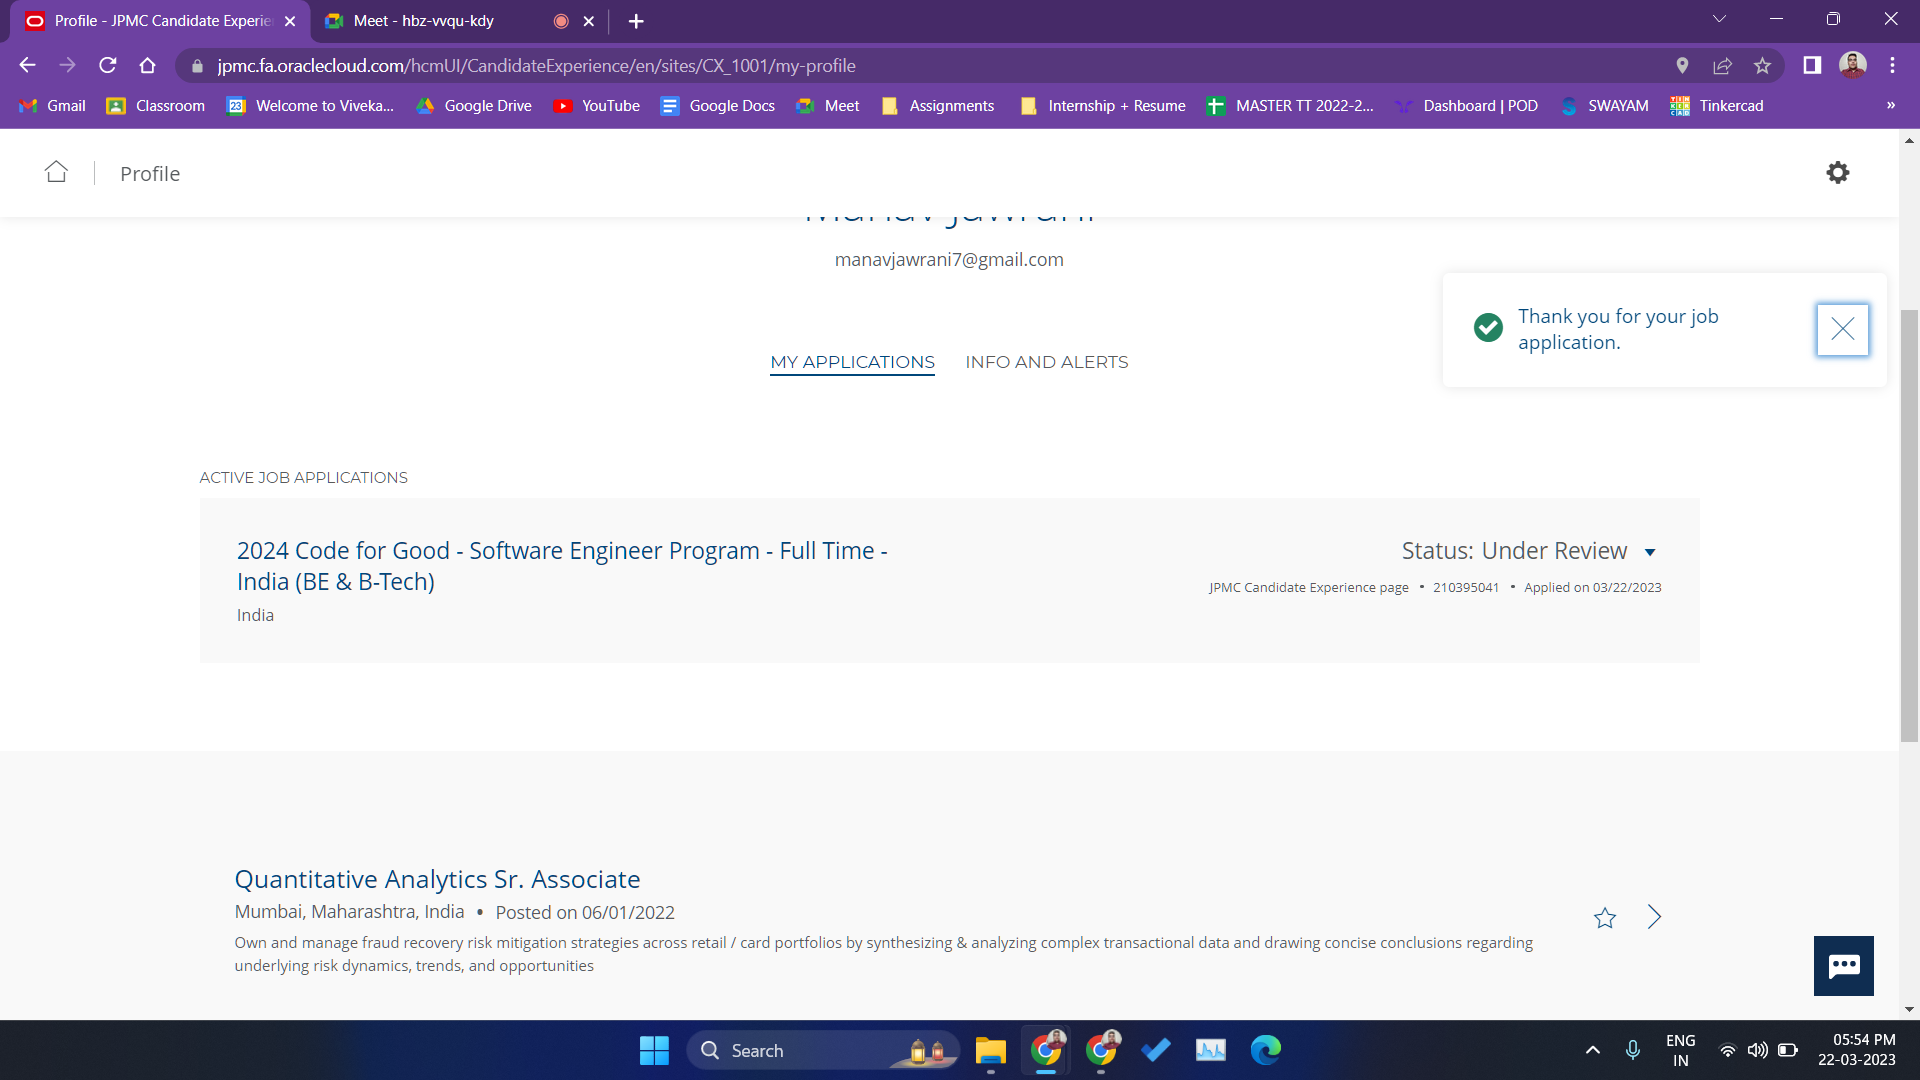 Profile - JPMC Candidate Experie
Meet - hbz-vvqu-kdy
jpmc.fa.oraclecloud.com/hcmUI/CandidateExperience/en/sites/CX_1001/my-profile
Gmail Classroom 23 Welcome to Viveka... Google Drive YouTube Google Docs Meet Assignments Internship + Resume MASTER TT 2022-2... Dashboard | POD SWAYAM Tinkercad »
Profile
Manav Jawrani
manavjawrani7@gmail.com
Thank you for your job
application.
MY APPLICATIONS INFO AND ALERTS
ACTIVE JOB APPLICATIONS
2024 Code for Good - Software Engineer Program - Full Time -
India (BE & B-Tech)
India
Status: Under Review
JPMC Candidate Experience page • 210395041 • Applied on 03/22/2023
Quantitative Analytics Sr. Associate
Mumbai, Maharashtra, India • Posted on 06/01/2022
Own and manage fraud recovery risk mitigation strategies across retail / card portfolios by synthesizing & analyzing complex transactional data and drawing concise conclusions regarding
underlying risk dynamics, trends, and opportunities
Search
ENG
IN
05:54 PM
22-03-2023